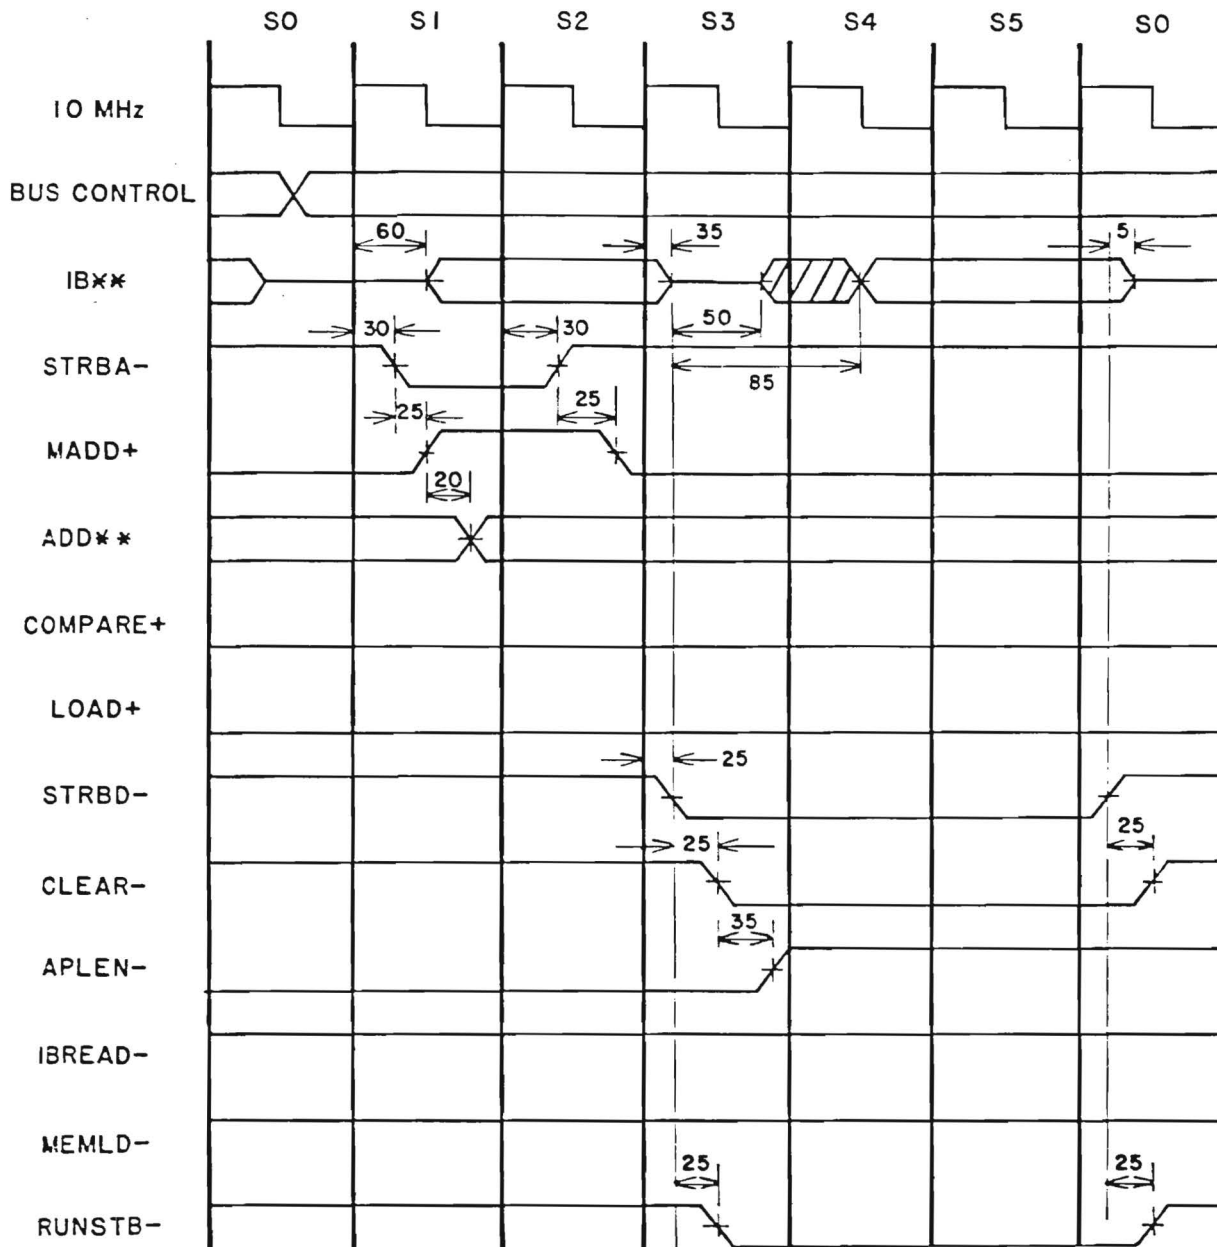 S0 S1 S2 S3 S4 S5 S0
10 MHz
BUS CONTROL
60 35 5
IB**
50
30 30
STRBA-
85
25 25
MADD+
20
ADD**
COMPARE+
LOAD+
25
STRBD-
25 25
CLEAR-
35
APLEN-
IBREAD-
MEMLD-
25 25
RUNSTB-